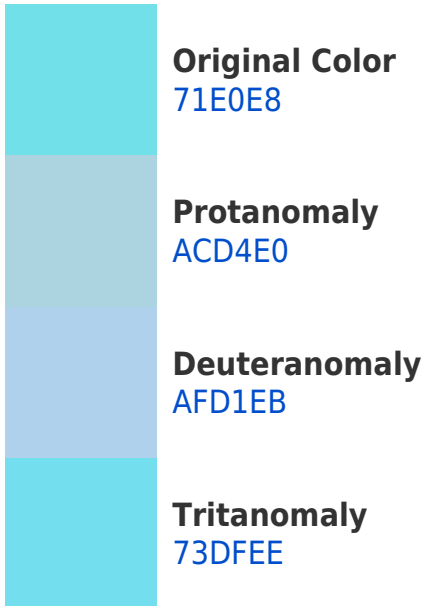 Original Color
71E0E8
Protanomaly
ACD4E0
Deuteranomaly
AFD1EB
Tritanomaly
73DFEE